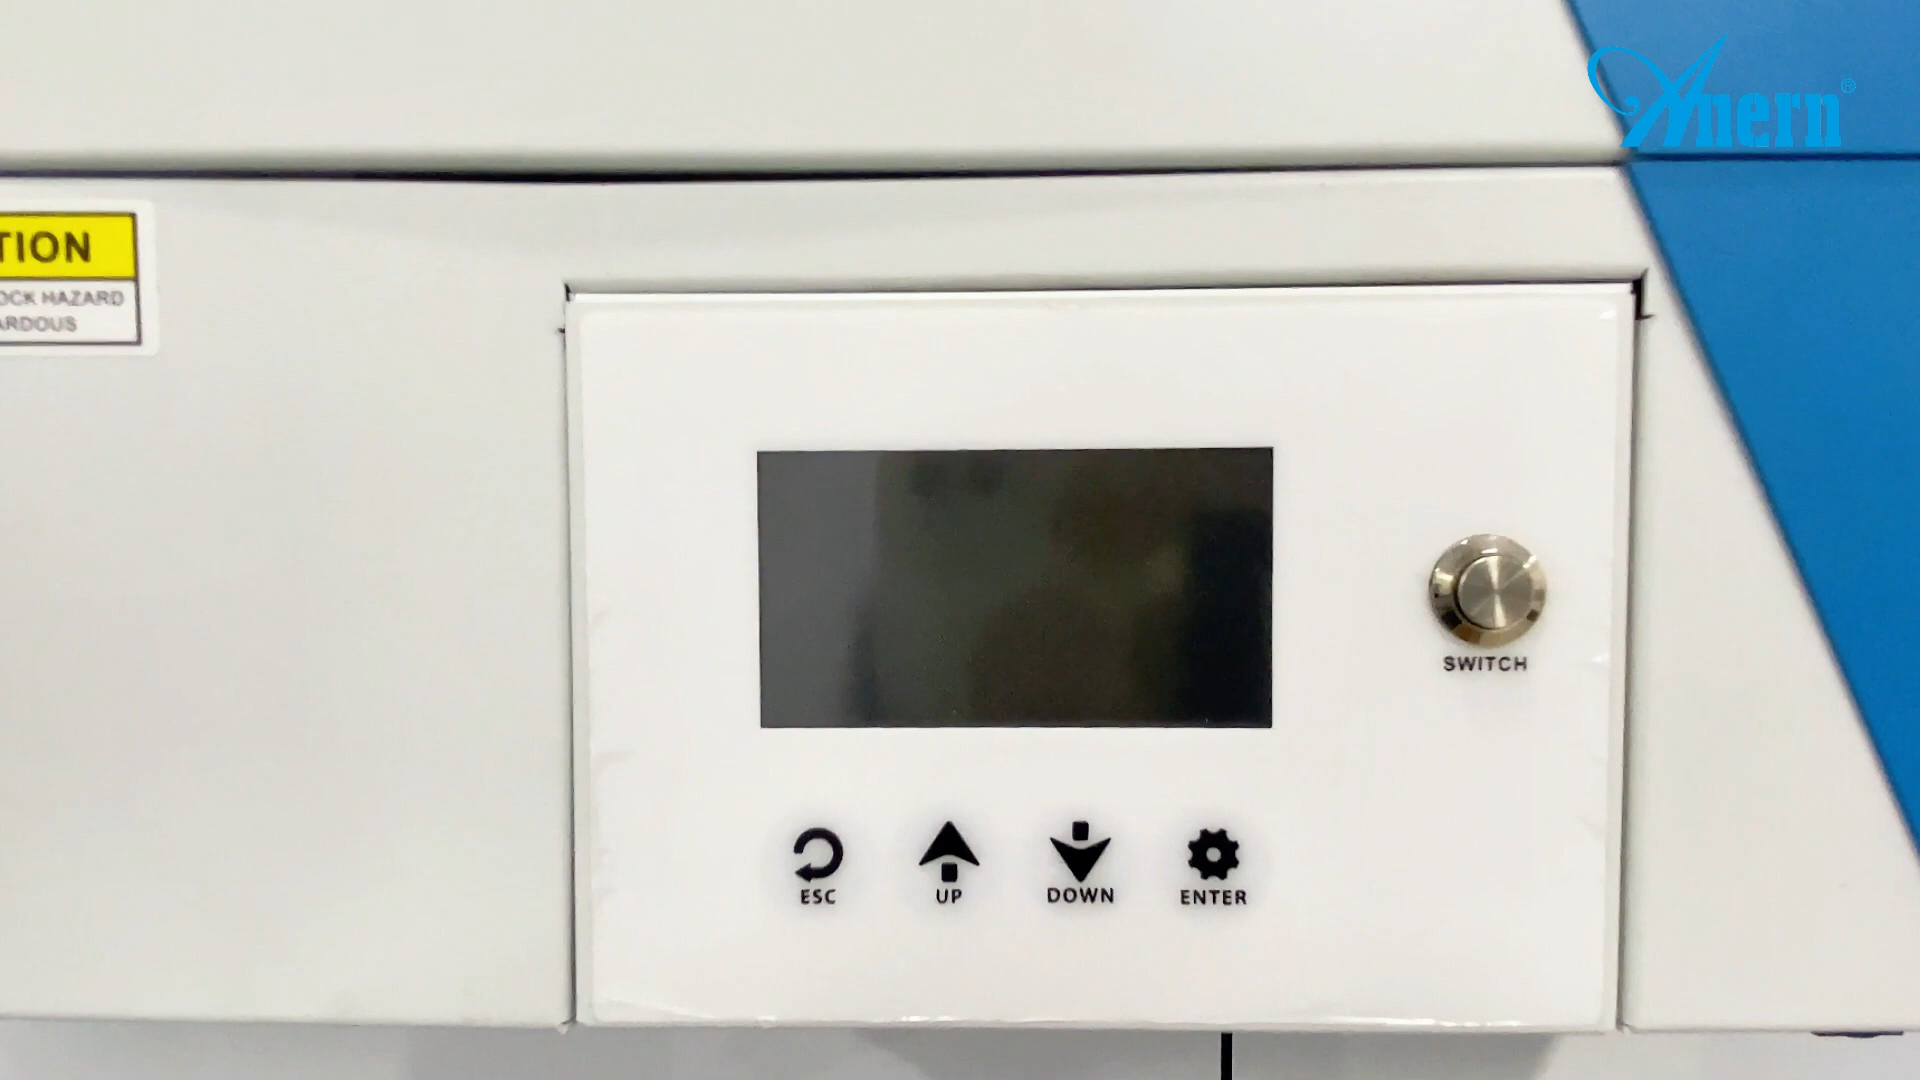 Anern®
TION
OCK HAZARD
ARDOUS
SWITCH
ESC
UP
DOWN
ENTER